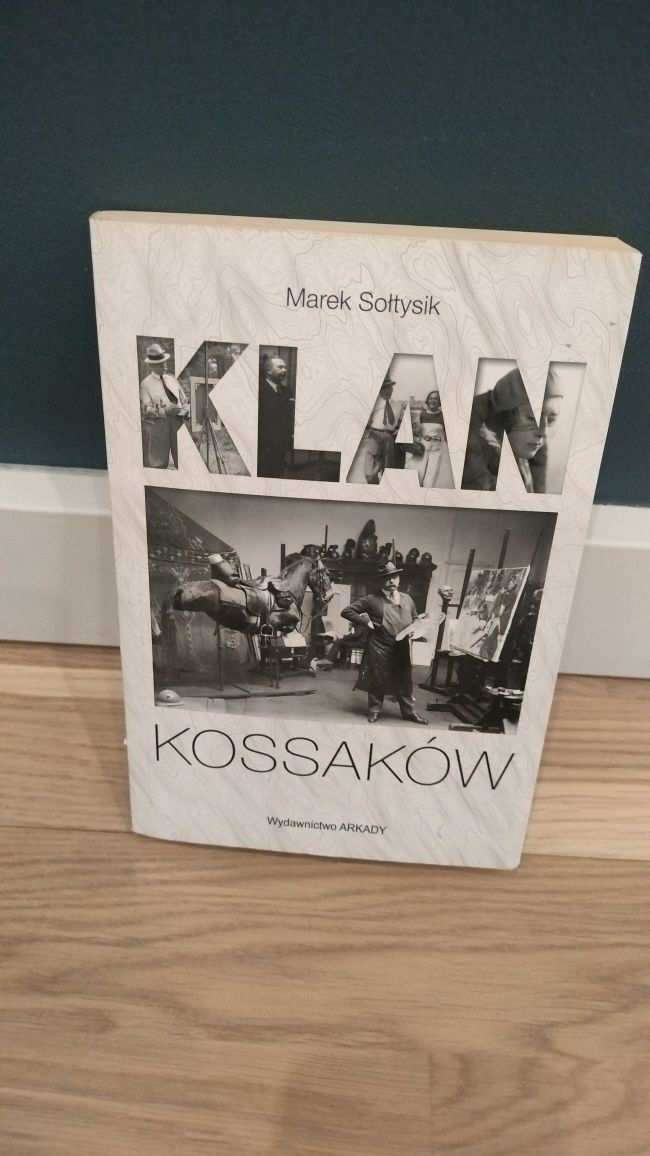 Marek Sołtysik
KLAN
KOSSAKÓW
Wydawnictwo ARKADY